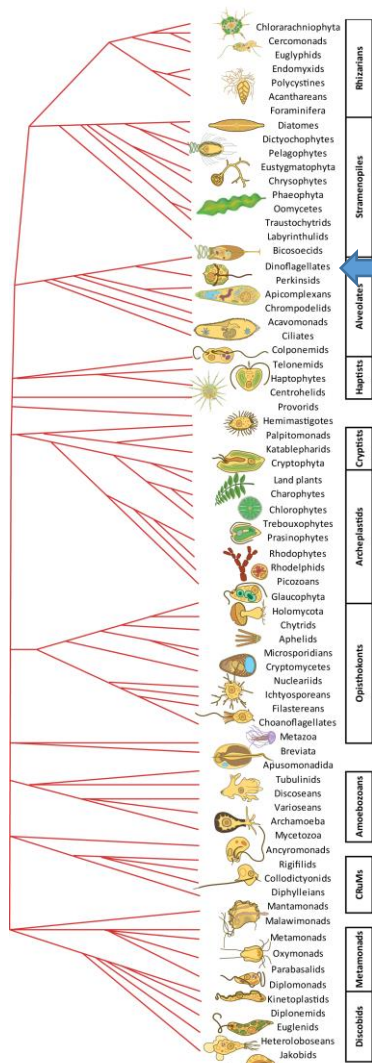 Chlorarachniophyta
Cercomonads
Euglyphids
Endomyxids
Polycystines
Acanthareans
Foraminifera
Rhizarians
Diatomes
Dictyochophytes
Pelagophytes
Eustygmatophyta
Chrysophytes
Phaeophyta
Oomycetes
Traustochytrids
Labyrinthulids
Bicosoecids
Stramenopiles
Dinoflagellates
Perkinsids
Apicomplexans
Chrompodelids
Acavomonads
Ciliates
Colponemids
Alveolates
Telonemids
Haptophytes
Centrohelids
Haptists
Provorids
Hemimastigotes
Palpitomonads
Katablepharids
Cryptophyta
Cryptists
Land plants
Charophytes
Chlorophytes
Trebouxophytes
Prasinophytes
Rhodophytes
Rhodelphids
Picozoans
Glaucophyta
Archeplastids
Holomycota
Chytrids
Aphelids
Microsporidians
Cryptomycetes
Nucleariids
Ichtyosporeans
Filastereans
Choanoflagellates
Metazoa
Opisthokonts
Breviata
Apusomonadida
Tubulinids
Discoseans
Varioseans
Archamoeba
Mycetozoa
Amoebozoans
Ancyromonads
Rigifilids
Collodictyonids
Diphylleians
Mantamonads
CRuMs
Malawimonads
Metamonads
Oxymonads
Parabasalids
Diplomonads
Metamonads
Kinetoplastids
Diplonemids
Euglenids
Heteroloboseans
Jakobids
Discobids